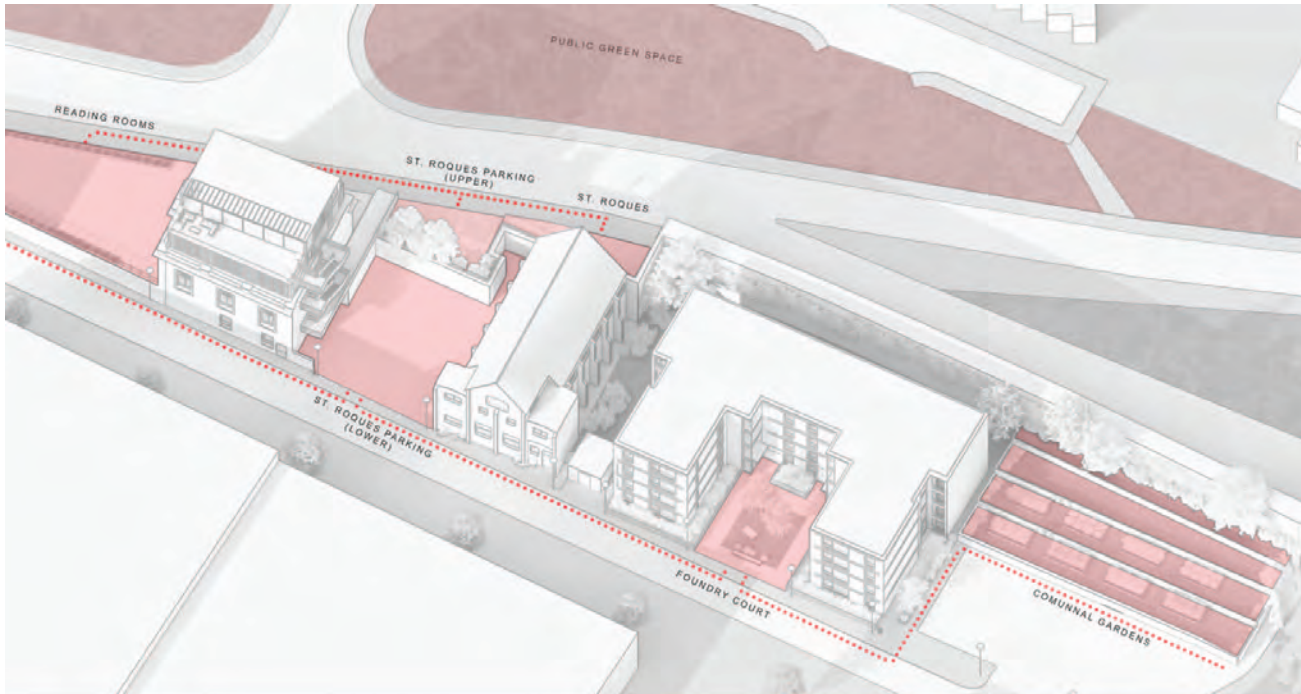 PUBLIC GREEN SPACE
READING ROOMS
ST. ROQUES PARKING
(UPPER)
ST. ROQUES
ST. ROQUES PARKING
(LOWER)
FOUNDRY COURT
COMUNNAL GARDENS